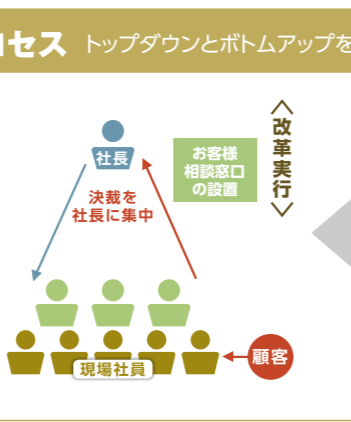 ロセス トップダウンとボトムアップを
社長
お客様
相談窓口
の設置
改革実行
決裁を
社長に集中
現場社員
顧客